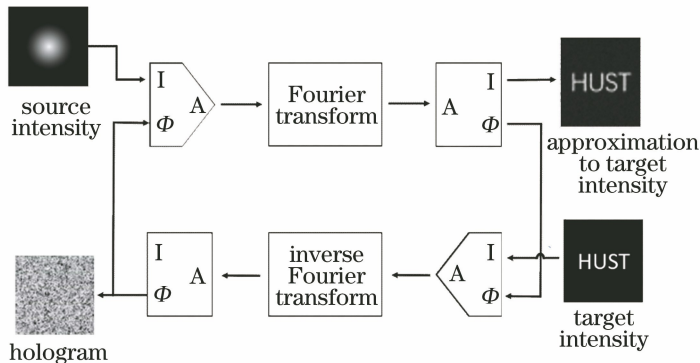 source
intensity
I
A
Φ
Fourier
transform
I
A
Φ
HUST
approximation
to target
intensity
hologram
I
A
Φ
inverse
Fourier
transform
I
A
Φ
HUST
target
intensity